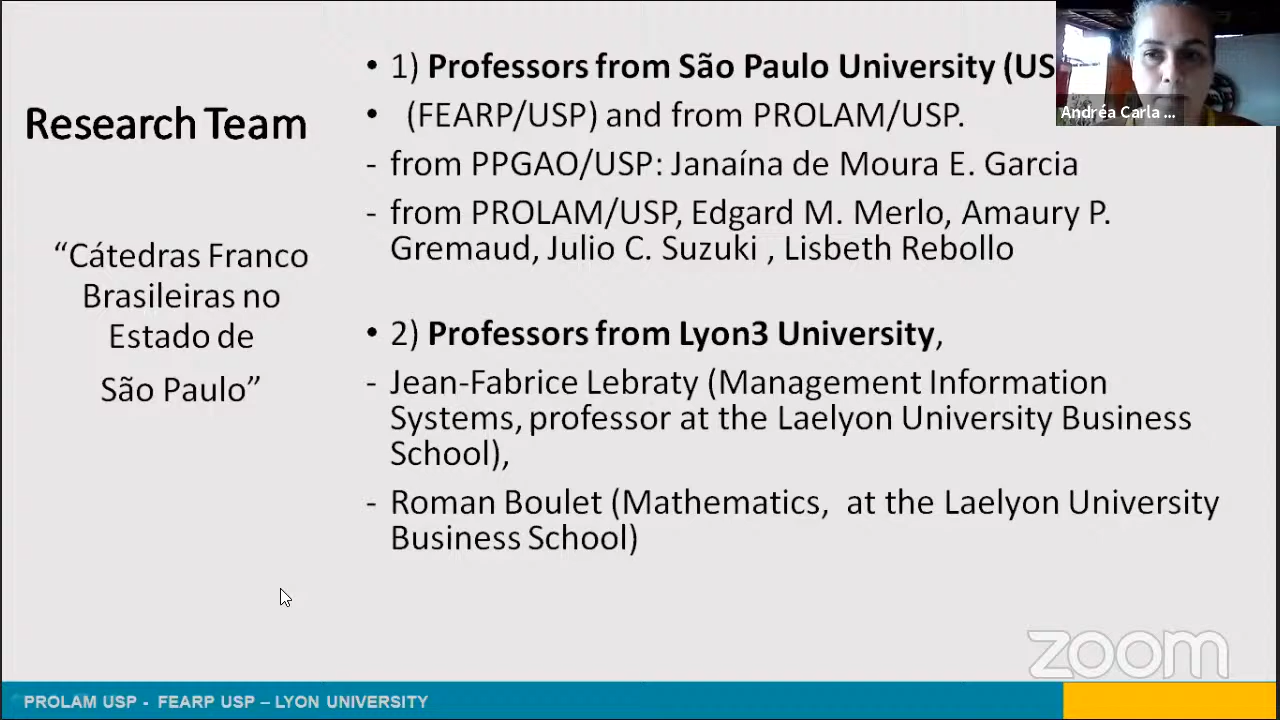 Research Team
“Cátedras Franco
Brasileiras no
Estado de
São Paulo”
• 1) Professors from São Paulo University (US
• (FEARP/USP) and from PROLAM/USP.
- from PPGAO/USP: Janaína de Moura E. Garcia
- from PROLAM/USP, Edgard M. Merlo, Amaury P.
Gremaud, Julio C. Suzuki , Lisbeth Rebollo
• 2) Professors from Lyon3 University,
- Jean-Fabrice Lebraty (Management Information
Systems, professor at the Laelyon University Business
School),
- Roman Boulet (Mathematics, at the Laelyon University
Business School)
Andréa Carla ...
zoom
PROLAM USP - FEARP USP – LYON UNIVERSITY